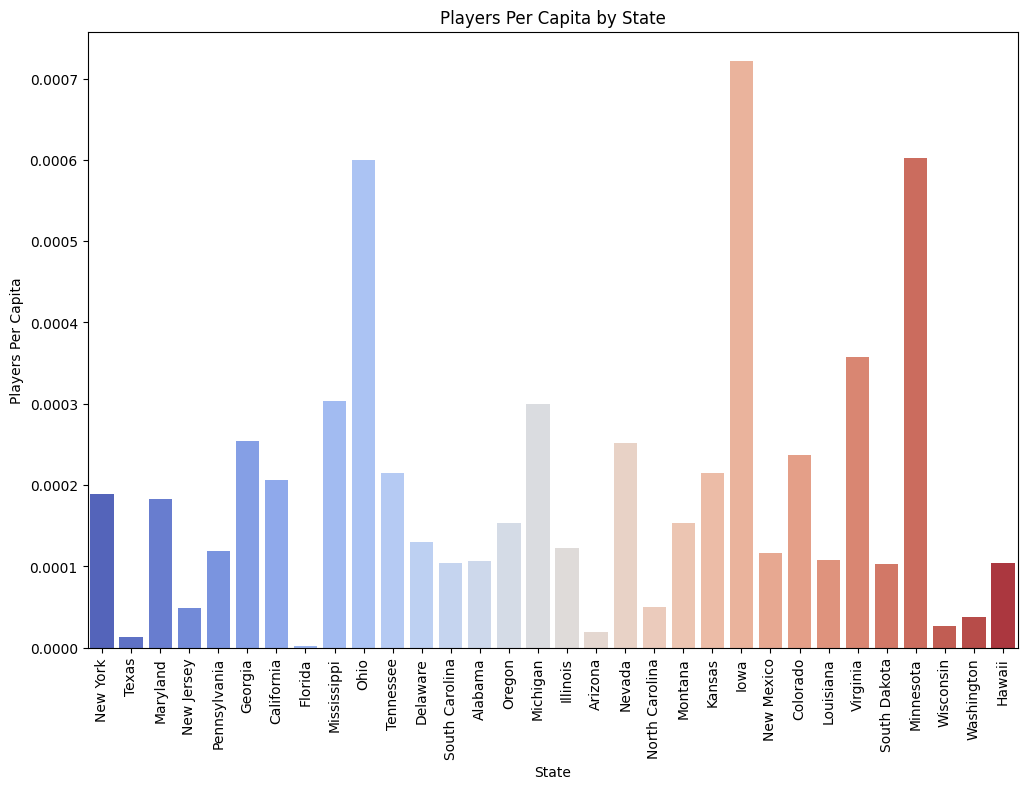 Players Per Capita by State
Players Per Capita
0.0007
0.0006
0.0005
0.0004
0.0003
0.0002
0.0001
0.0000
New York
Texas
Maryland
New Jersey
Pennsylvania
Georgia
California
Florida
Mississippi
Ohio
Tennessee
Delaware
South Carolina
Alabama
Oregon
Michigan
Illinois
Arizona
Nevada
North Carolina
Montana
Kansas
Iowa
New Mexico
Colorado
Louisiana
Virginia
South Dakota
Minnesota
Wisconsin
Washington
Hawaii
State